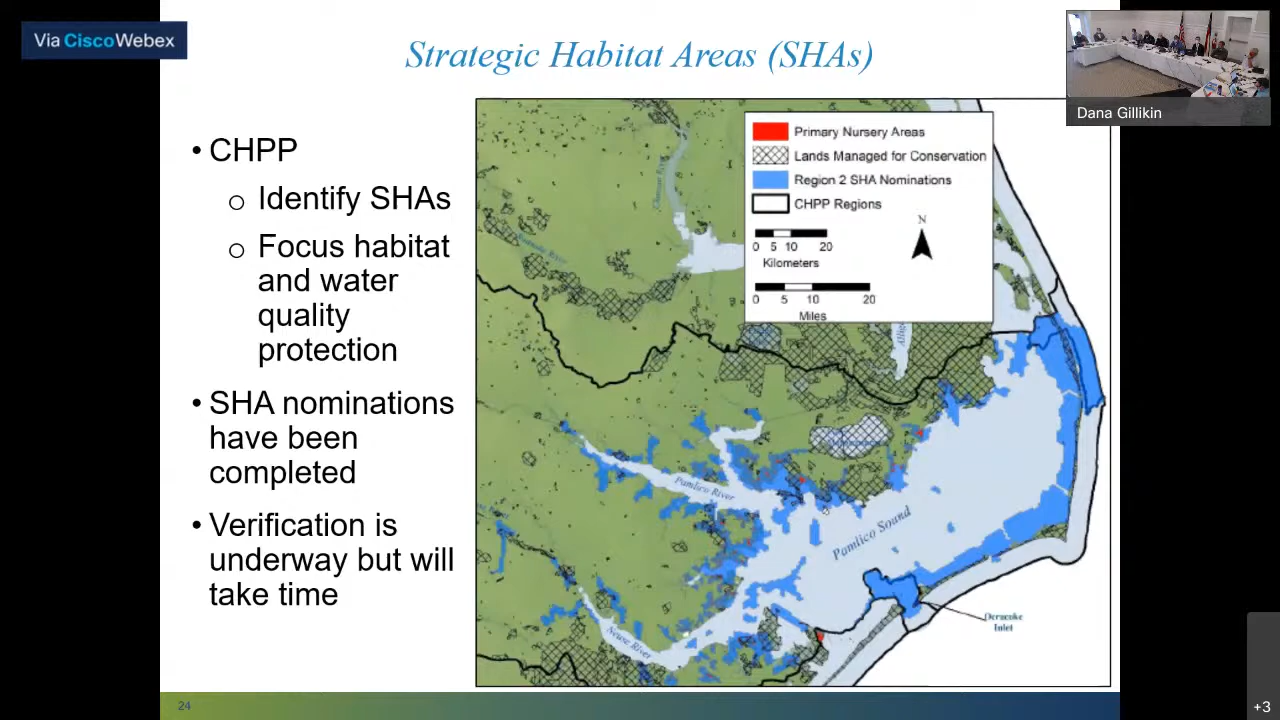 Via CiscoWebex
Strategic Habitat Areas (SHAs)
Dana Gillikin
• CHPP
o Identify SHAs
o Focus habitat
and water
quality
protection
• SHA nominations
have been
completed
• Verification is
underway but will
take time
Primary Nursery Areas
Lands Managed for Conservation
Region 2 SHA Nominations
CHPP Regions
N
0 5 10 20
Kilometers
0 5 10 20
Miles
Pamlico River
Pamlico Sound
Neuse River
Ocracoke
Inlet
24
+3